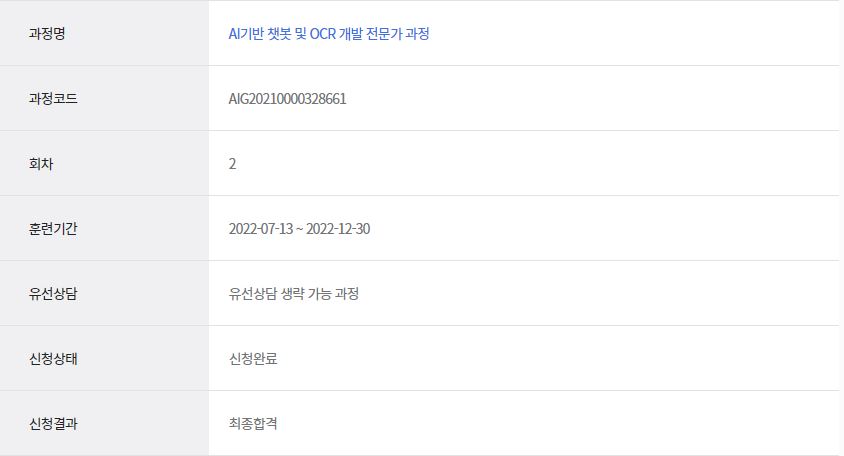 과정명 AI기반 챗봇 및 OCR 개발 전문가 과정
과정코드 AIG20210000328661
회차 2
훈련기간 2022-07-13 ~ 2022-12-30
유선상담 유선상담 생략 가능 과정
신청상태 신청완료
신청결과 최종합격